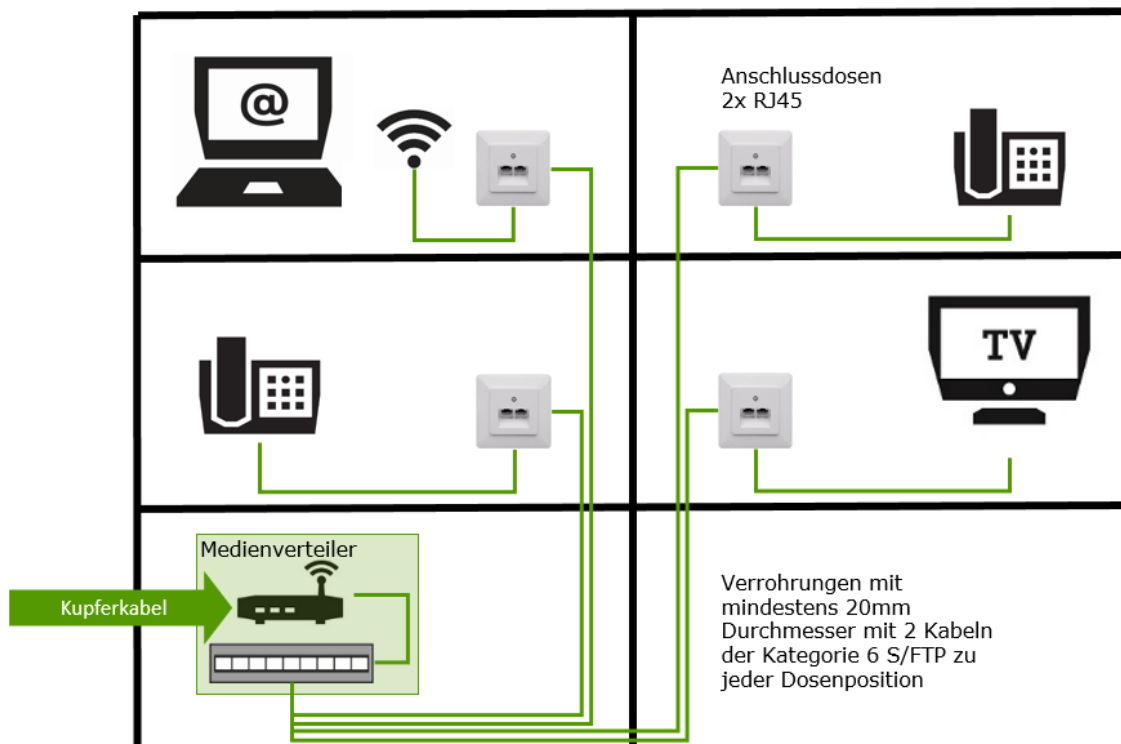 @
Anschlussdosen
2x RJ45
TV
Medienverteiler
Kupferkabel
Verrohrungen mit
mindestens 20mm
Durchmesser mit 2 Kabeln
der Kategorie 6 S/FTP zu
jeder Dosenposition